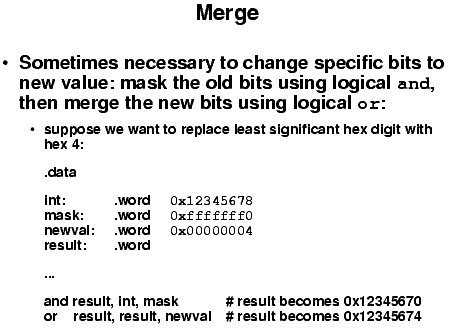 Merge
• Sometimes necessary to change specific bits to
new value: mask the old bits using logical and,
then merge the new bits using logical or:
• suppose we want to replace least significant hex digit with
hex 4:
.data
int: .word 0x12345678
mask: .word 0xfffffff0
newval: .word 0x00000004
result: .word
...
and result, int, mask # result becomes 0x12345670
or result, result, newval # result becomes 0x12345674